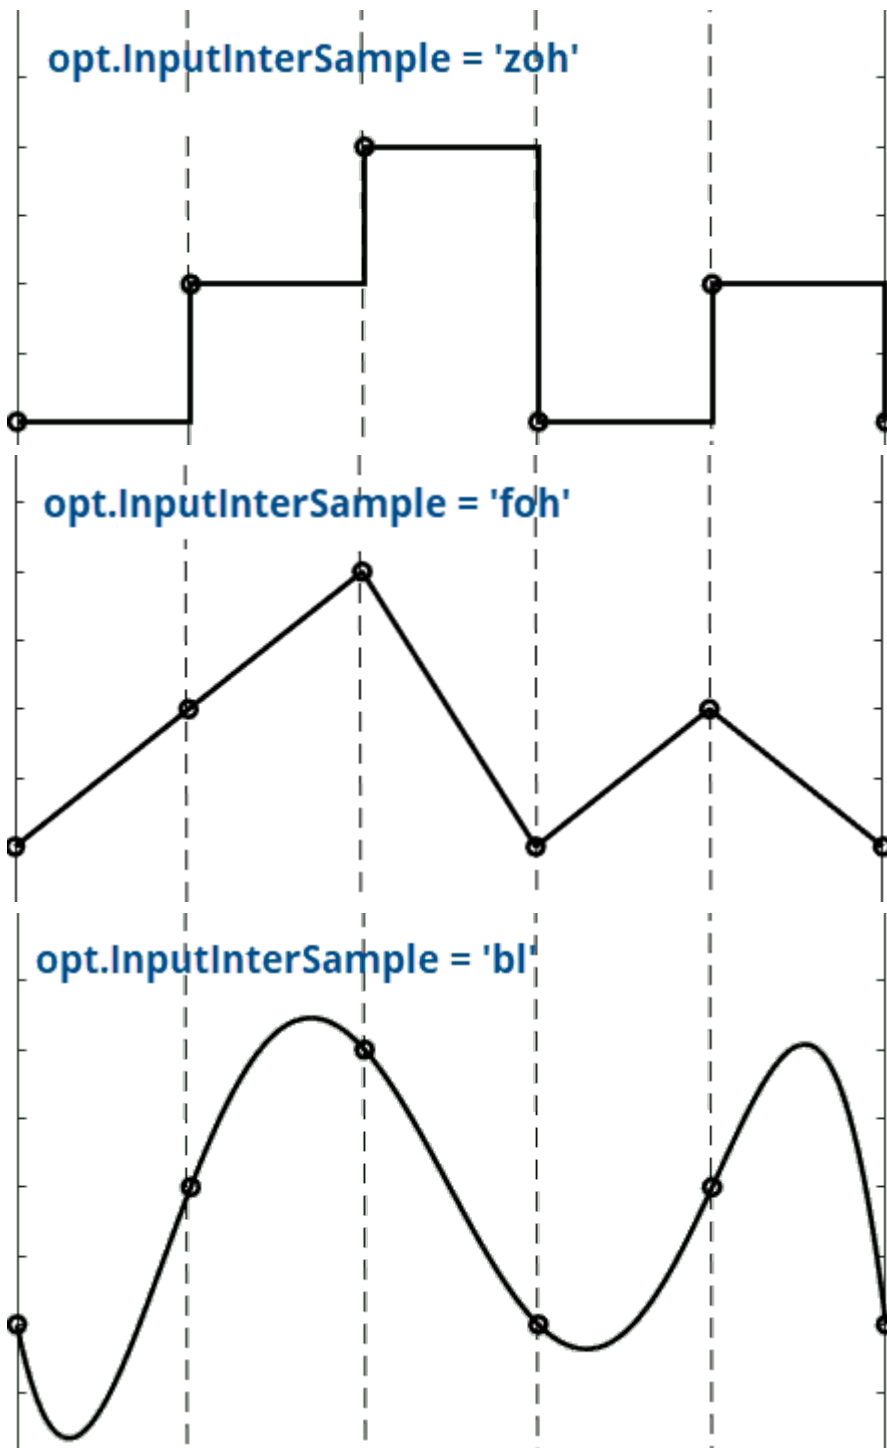 opt.InputInterSample = 'zoh'
opt.InputInterSample = 'foh'
opt.InputInterSample = 'bl'